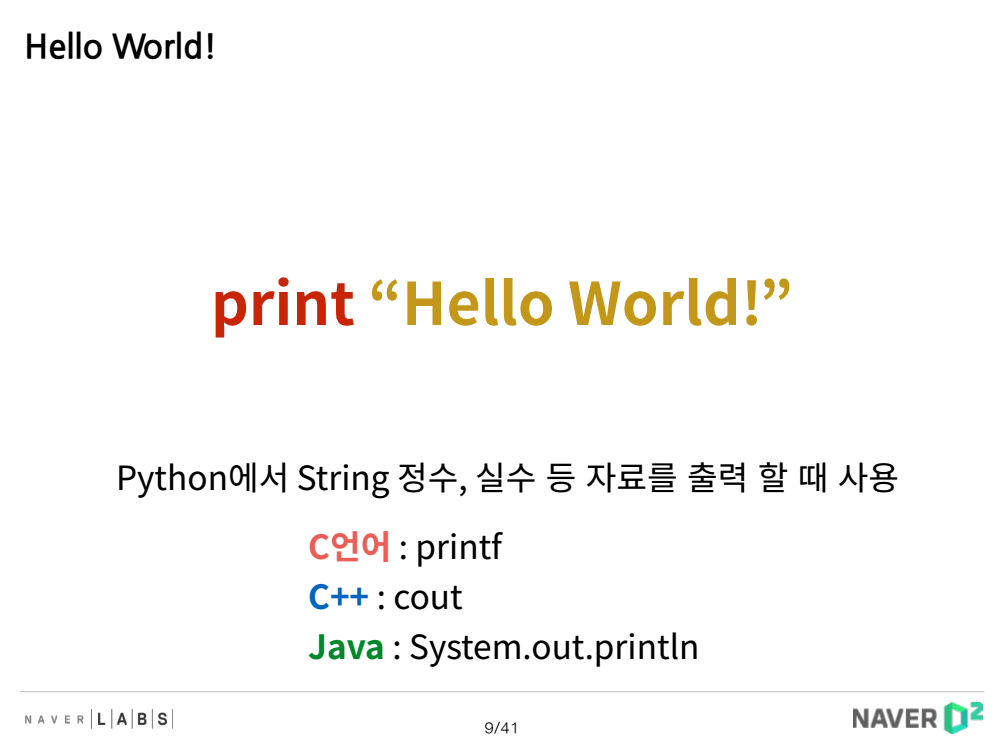 Hello World!
print “Hello World!”
Python에서 String 정수, 실수 등 자료를 출력 할 때 사용
C언어 : printf
C++ : cout
Java : System.out.println
NAVER LABS
9/41
NAVER D2